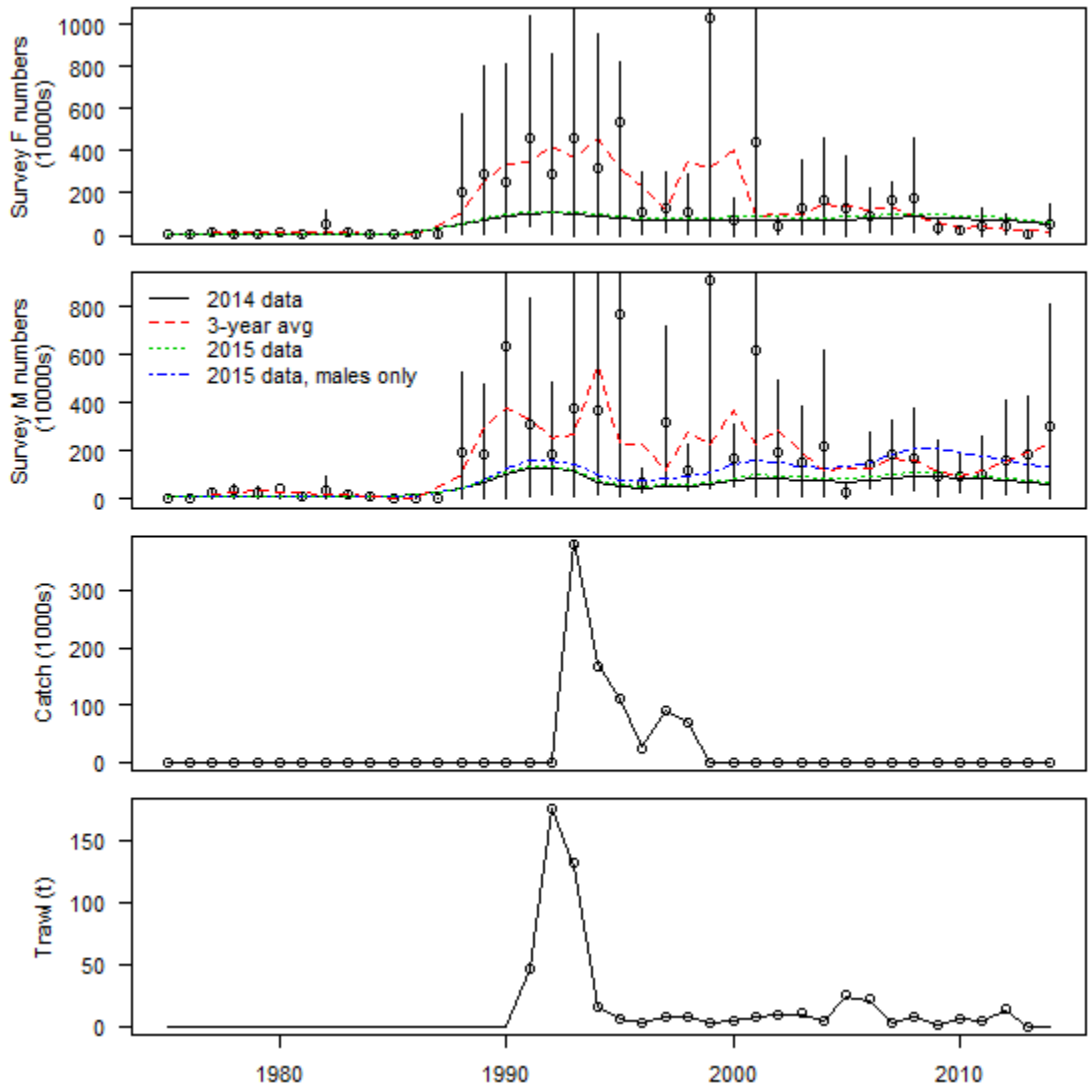 Survey F numbers
(10000s)
1000
800
600
400
200
0
Survey M numbers
(10000s)
800
600
400
200
0
2014 data
3-year avg
2015 data
2015 data, males only
Catch (1000s)
300
200
100
0
Trawl (t)
150
100
50
0
1980
1990
2000
2010